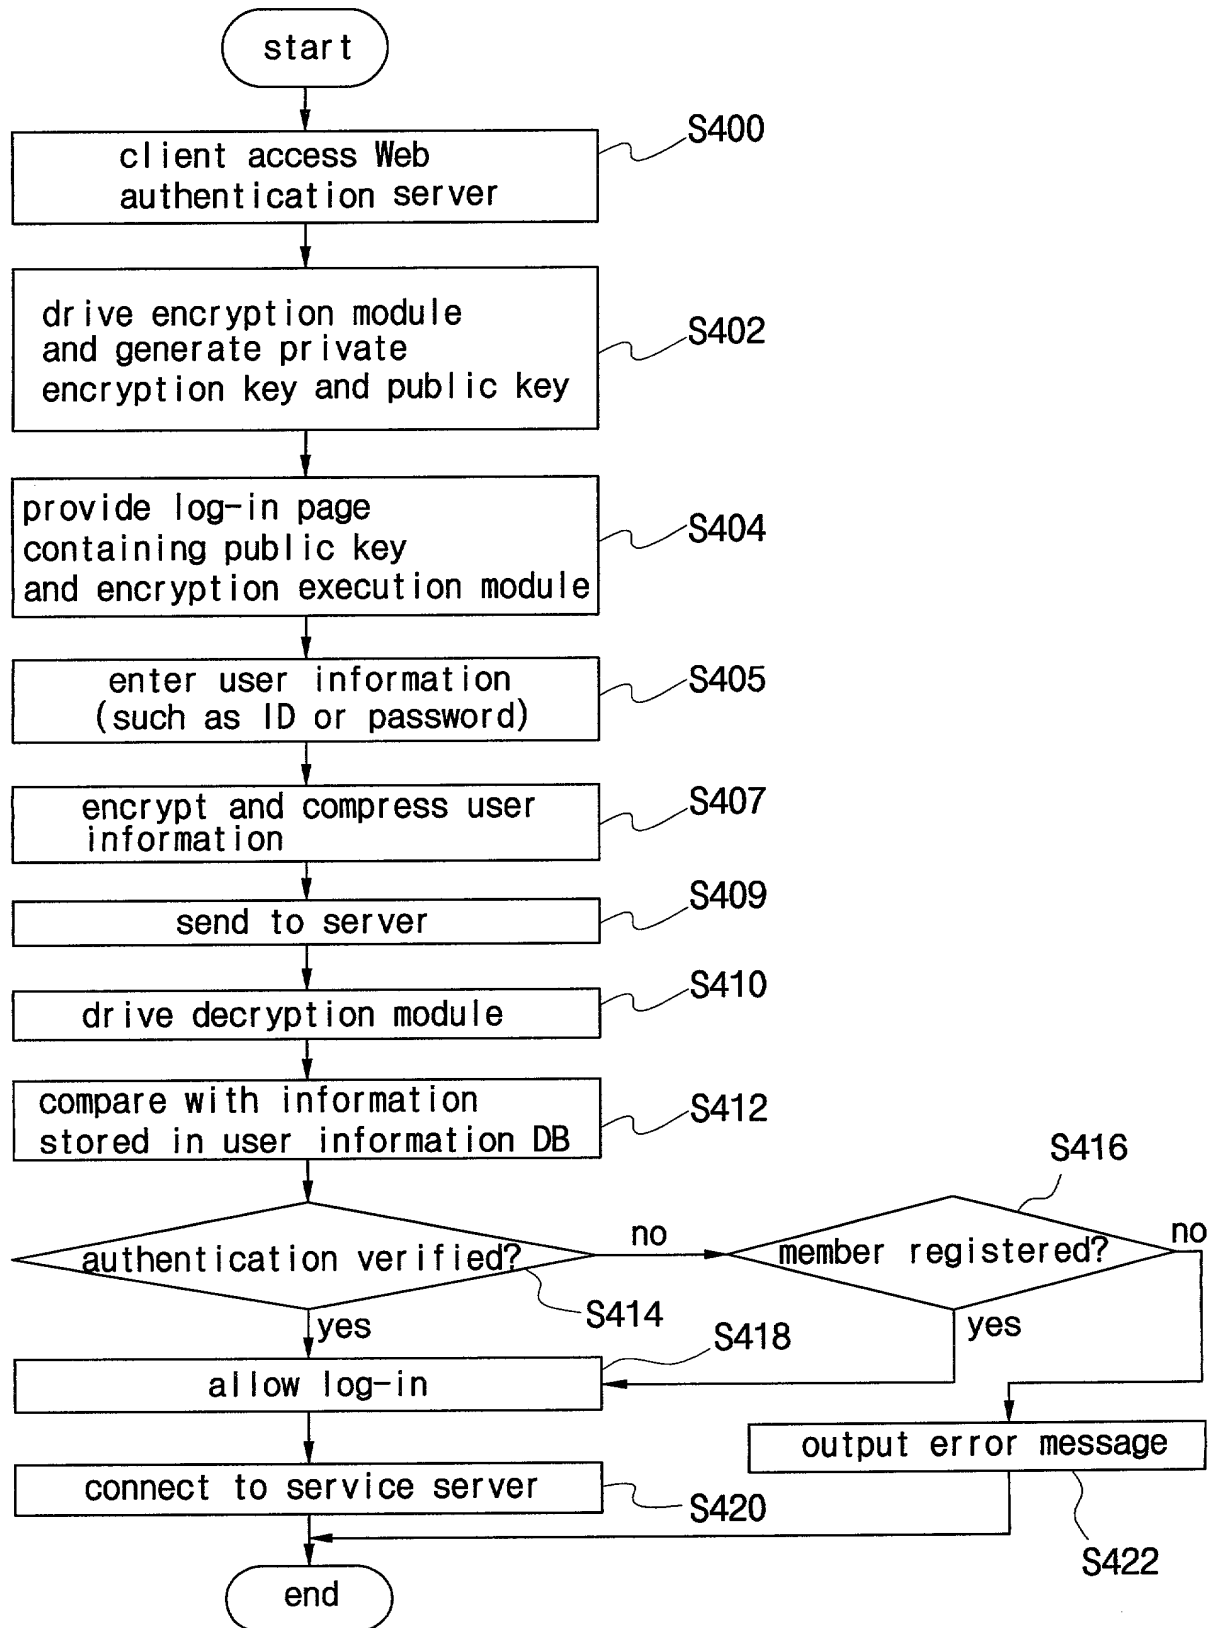 start
S400
client access Web
authentication server
drive encryption module
and generate private
encryption key and public key
S402
provide log-in page
containing public key
and encryption execution module
S404
enter user information
(such as ID or password)
S405
encrypt and compress user
information
S407
send to server
S409
drive decryption module
S410
compare with information
stored in user information DB
S412
S416
authentication verified?
no
member registered?
no
S414
yes
yes
S418
allow log-in
output error message
connect to service server
S420
S422
end